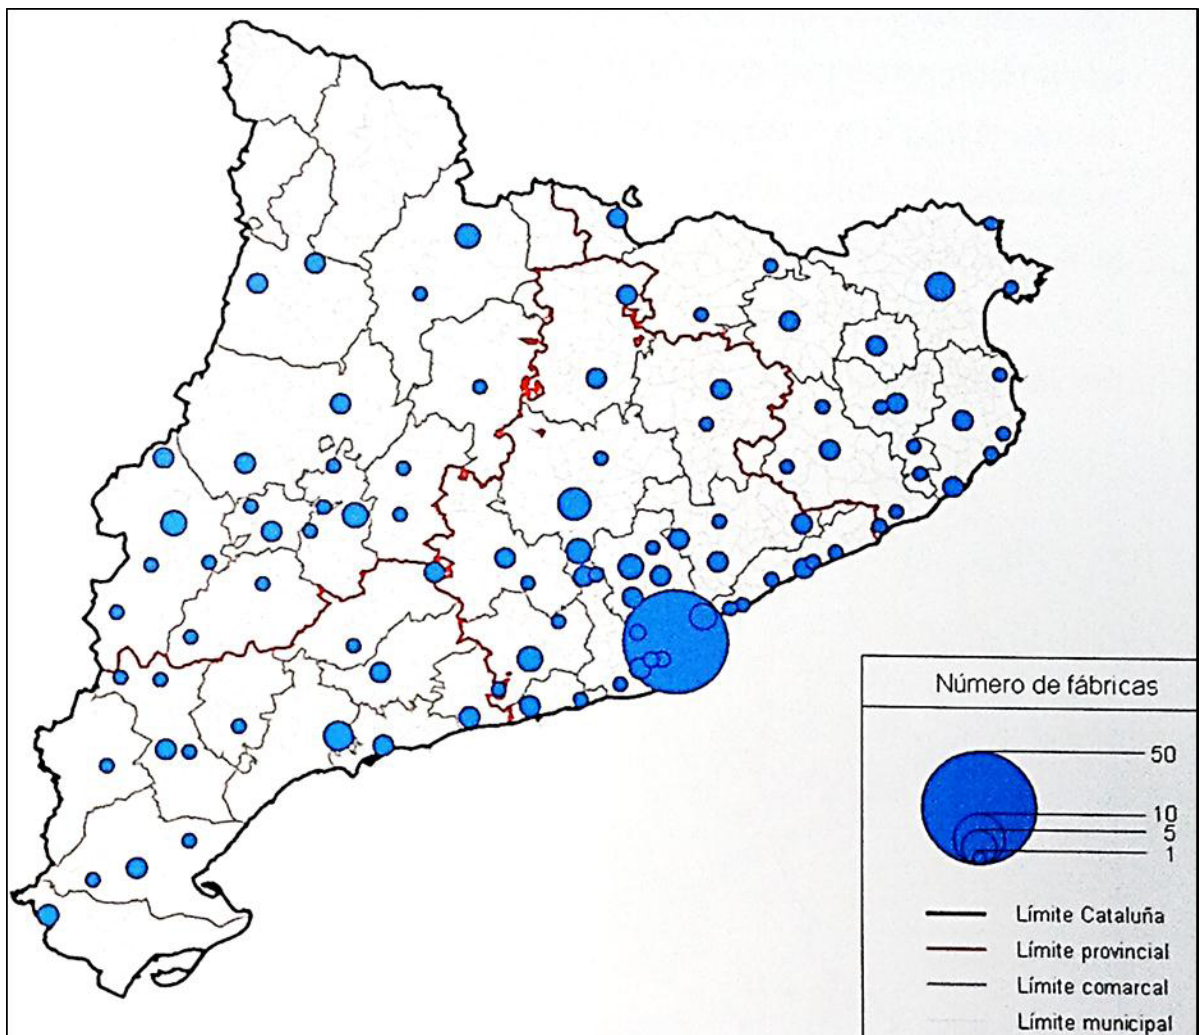 Número de fábricas
50
10
5
1
Límite Cataluña
Límite provincial
Límite comarcal
Límite municipal